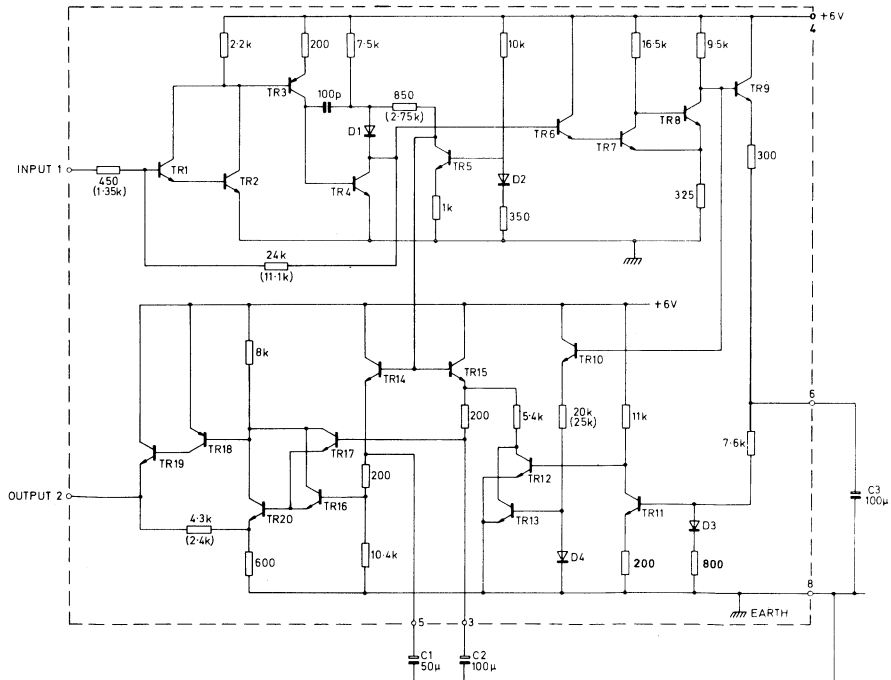 +6V
4
2·2k
200
7·5k
10k
16·5k
9·5k
TR3
100p
850
(2·75k)
TR9
D1
TR6
TR7
TR8
INPUT 1
450
(1·35k)
TR1
TR2
TR4
TR5
D2
300
1k
350
325
24k
(11·1k)
+6V
8k
TR14
TR15
TR10
6
200
5·4k
20k
(25k)
11k
7·6k
TR19
TR18
TR17
TR12
C3
100µ
OUTPUT 2
200
TR20
TR16
TR13
TR11
D3
4·3k
(2·4k)
600
10·4k
D4
200
800
8
EARTH
5
3
C1
50µ
C2
100µ